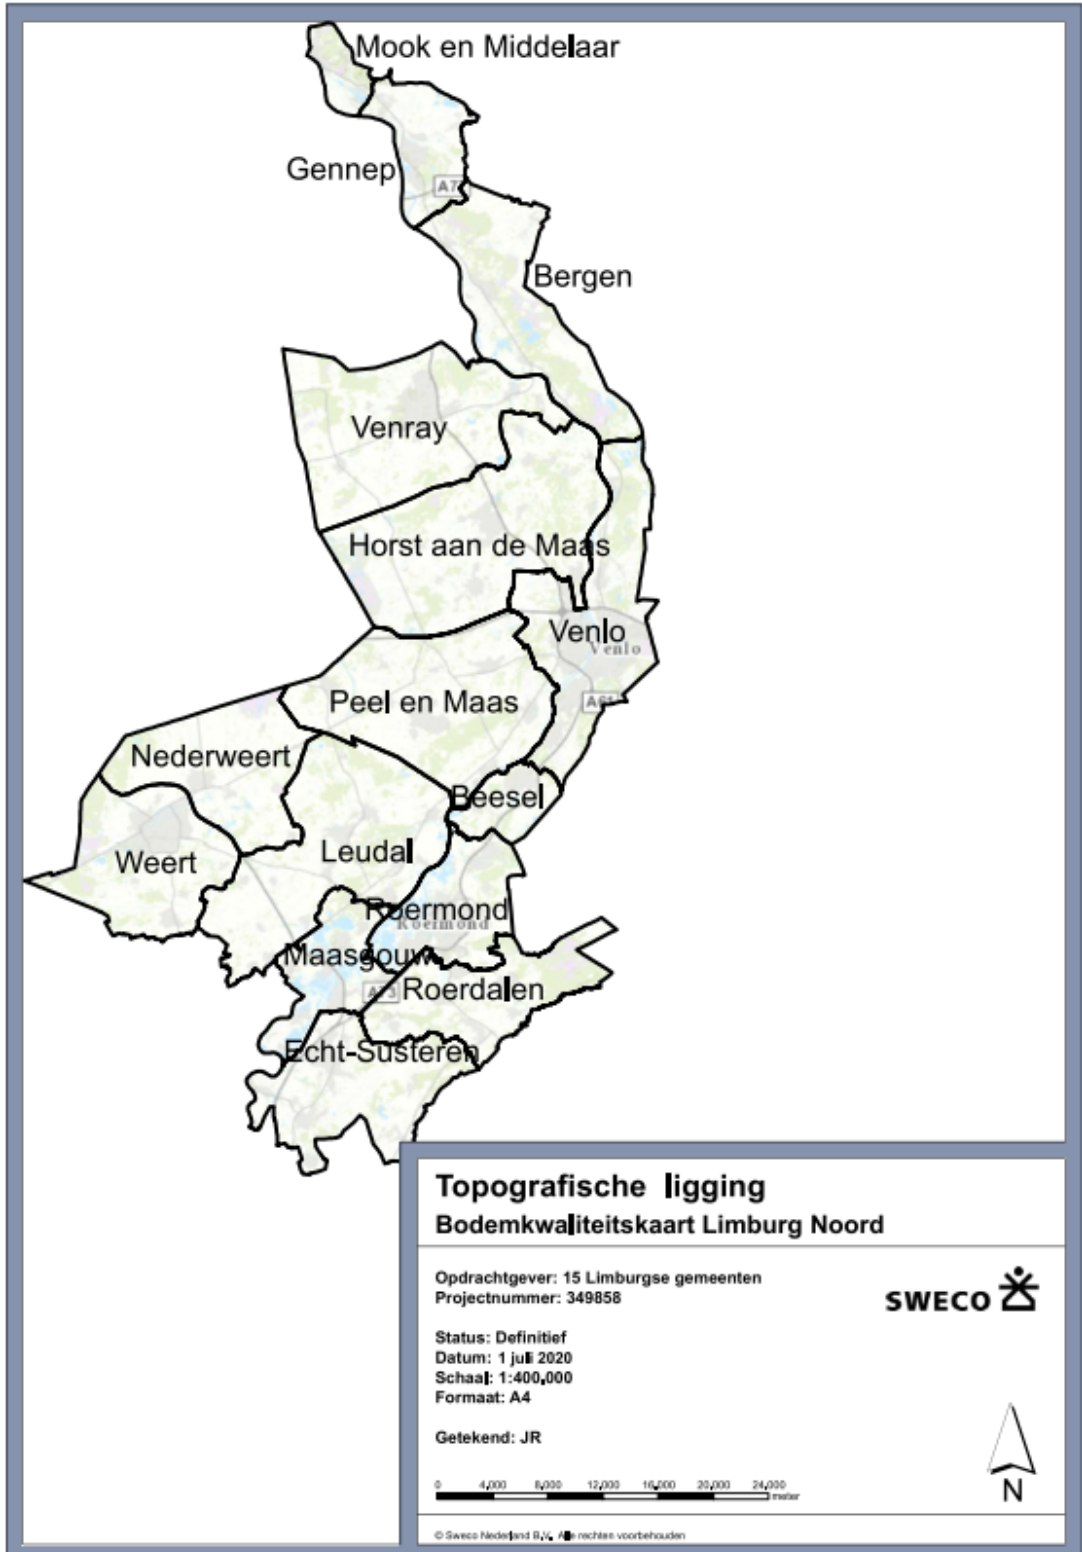 Mook en Middelaar
Gennep
A7
Bergen
Venray
Horst aan de Maas
Venlo
Venlo
Peel en Maas
Nederweert
Beesel
Weert
Leudal
Roermond
Roermond
Maasgouw
A73
Roerdalen
Echt-Susteren
Topografische ligging
Bodemkwaliteitskaart Limburg Noord
Opdrachtgever: 15 Limburgse gemeenten
Projectnummer: 349858
SWECO
Status: Definitief
Datum: 1 juli 2020
Schaal: 1:400,000
Formaat: A4
Getekend: JR
0 4,000 8,000 12,000 16,000 20,000 24,000
meter
N
© Sweco Nederland B.V. Alle rechten voorbehouden